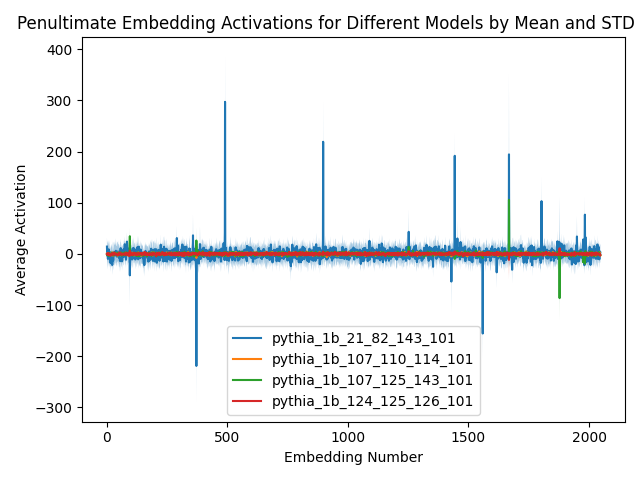 Penultimate Embedding Activations for Different Models by Mean and STD
400
300
200
100
0
−100
−200
−300
Average Activation
pythia_1b_21_82_143_101
pythia_1b_107_110_114_101
pythia_1b_107_125_143_101
pythia_1b_124_125_126_101
0 500 1000 1500 2000
Embedding Number